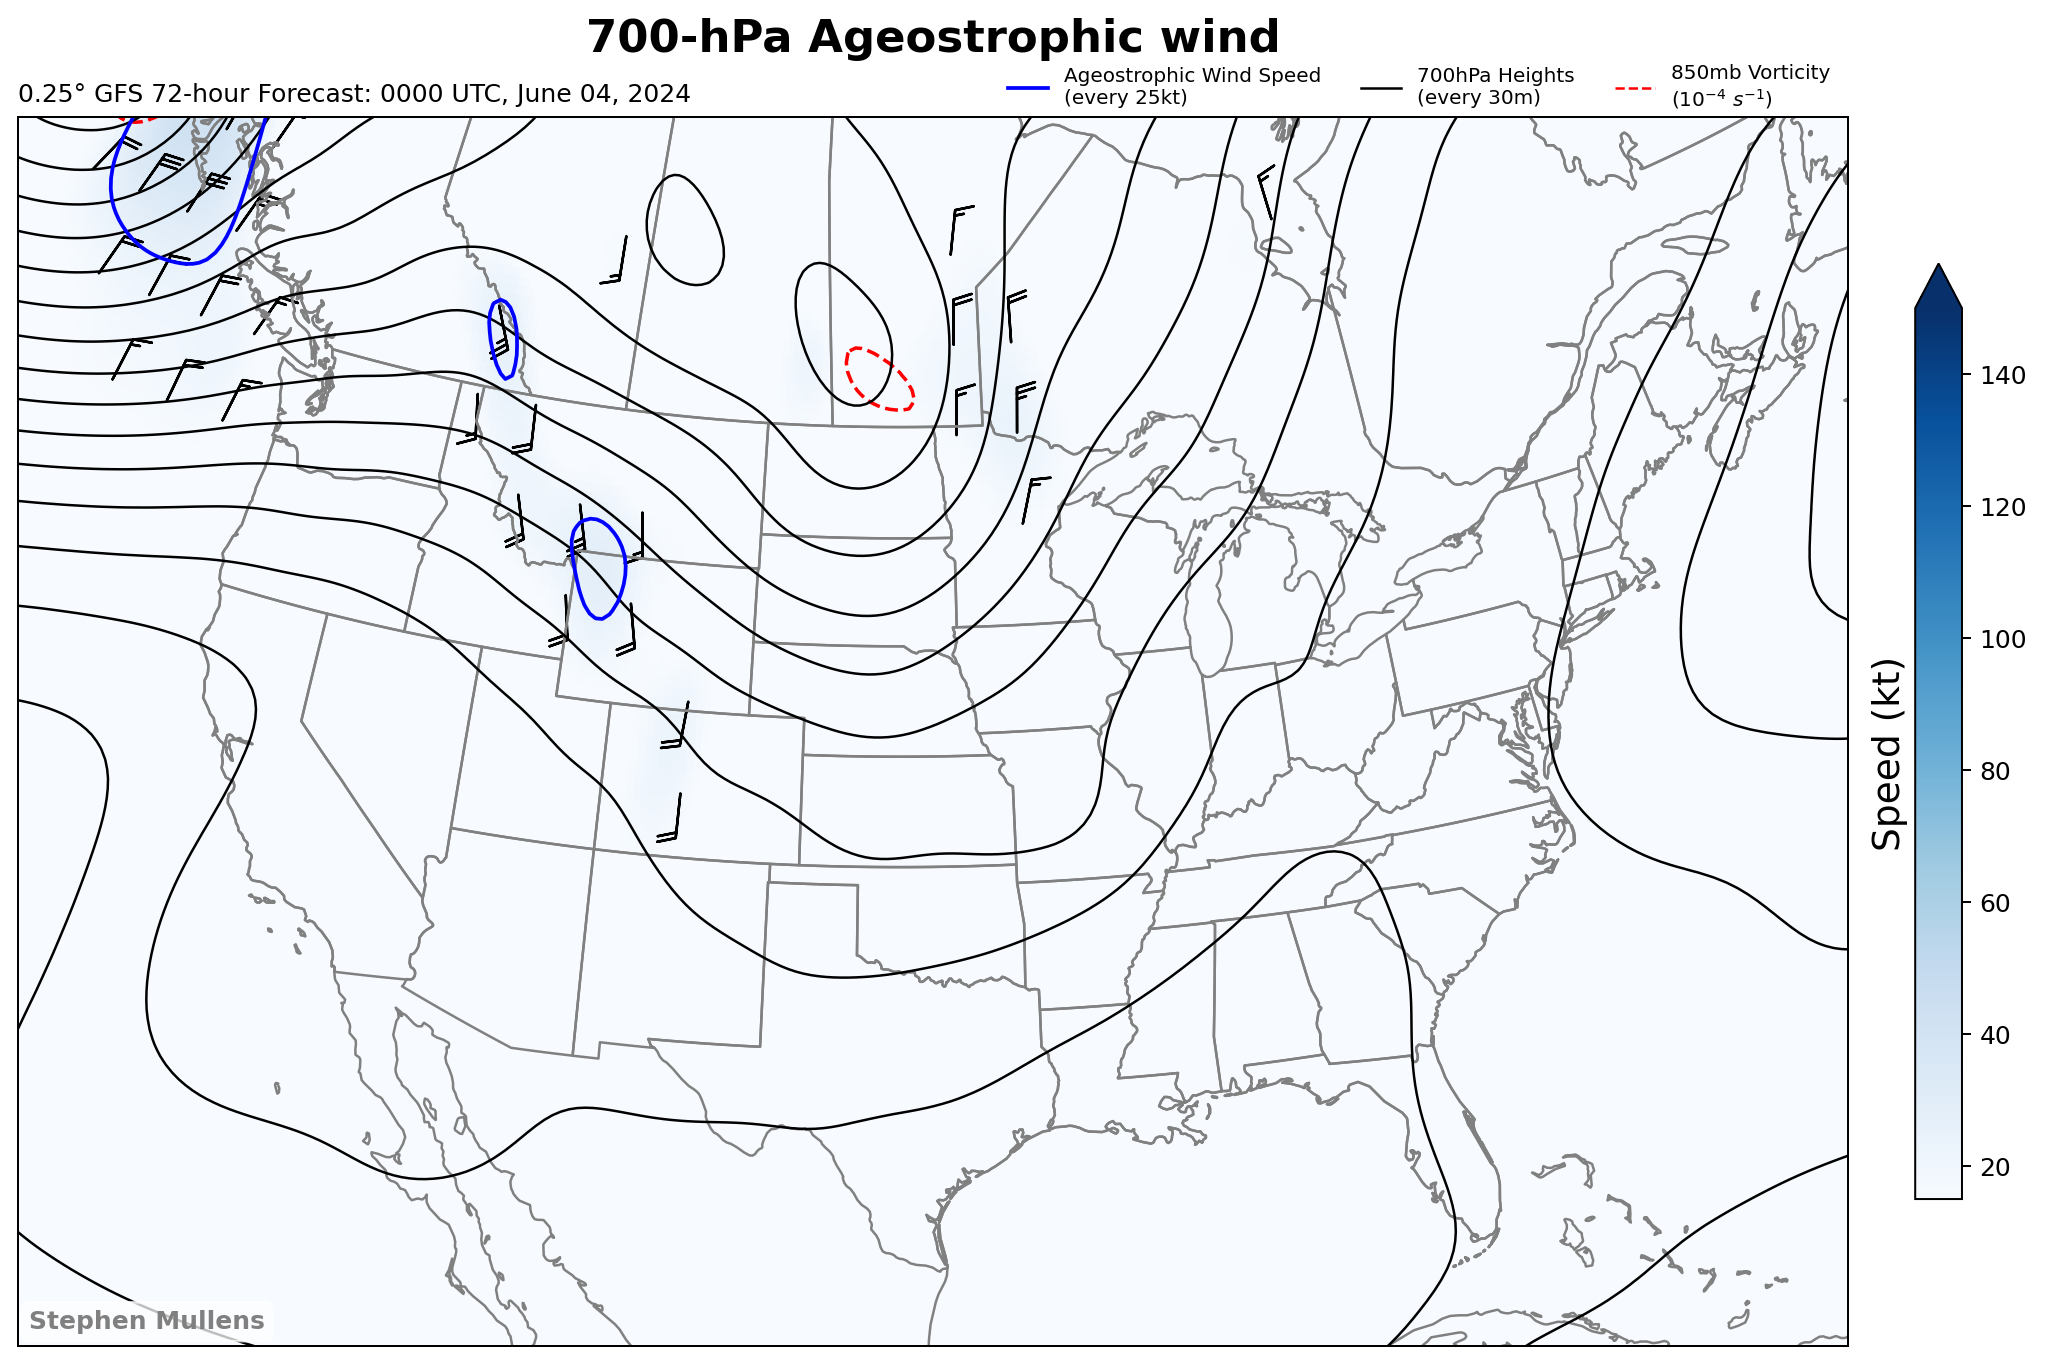 700-hPa Ageostrophic wind
0.25° GFS 72-hour Forecast: 0000 UTC, June 04, 2024
Ageostrophic Wind Speed
(every 25kt)
700hPa Heights
(every 30m)
850mb Vorticity
(10⁻⁴ s⁻¹)
140
120
100
80
60
40
20
Speed (kt)
Stephen Mullens